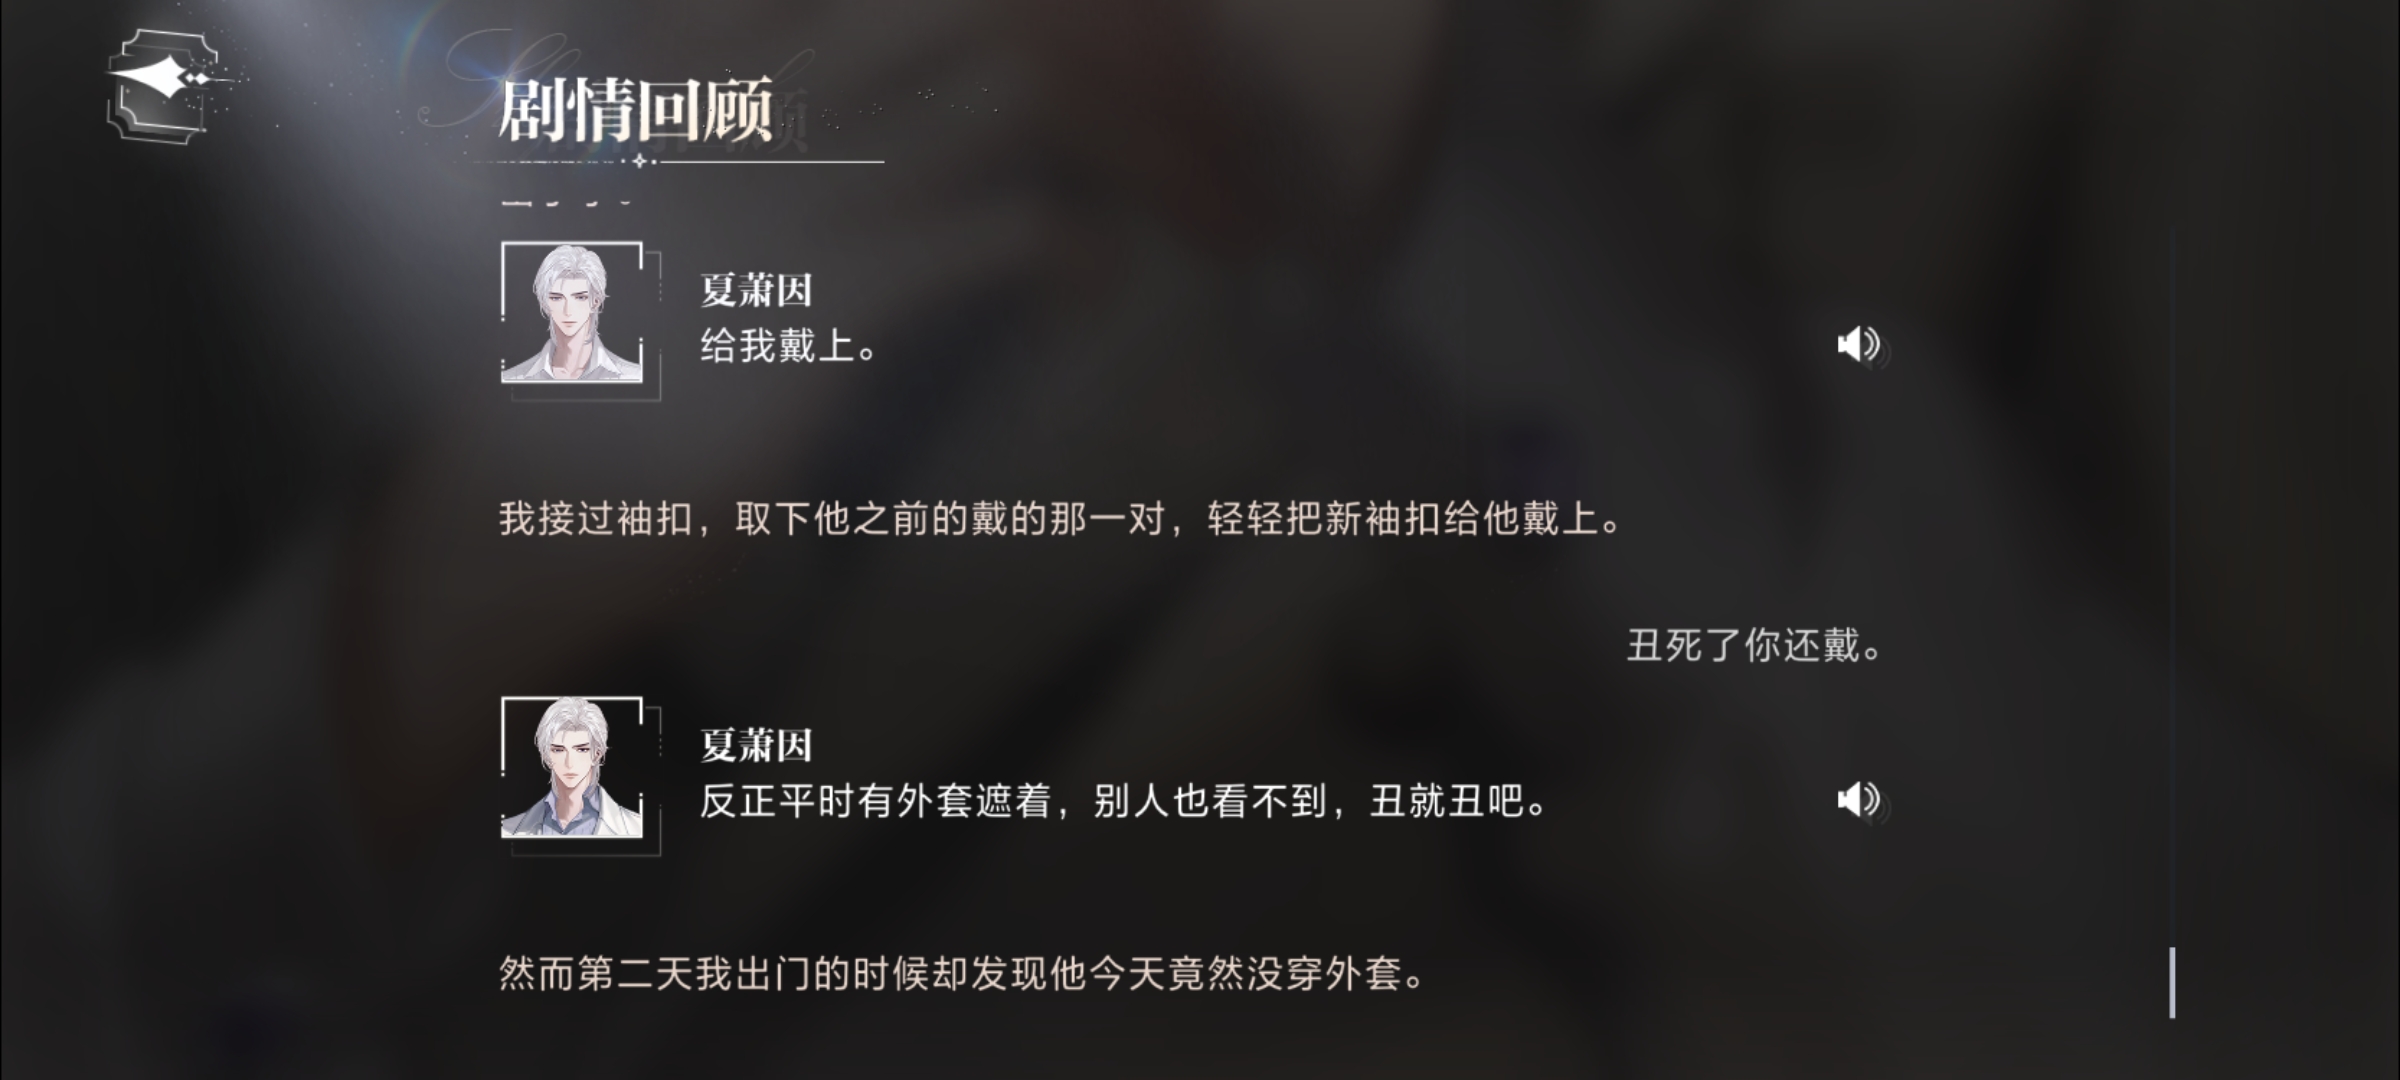 剧情回顾
夏萧因
给我戴上。
我接过袖扣，取下他之前的戴的那一对，轻轻把新袖扣给他戴上。
丑死了你还戴。
夏萧因
反正平时有外套遮着，别人也看不到，丑就丑吧。
然而第二天我出门的时候却发现他今天竟然没穿外套。